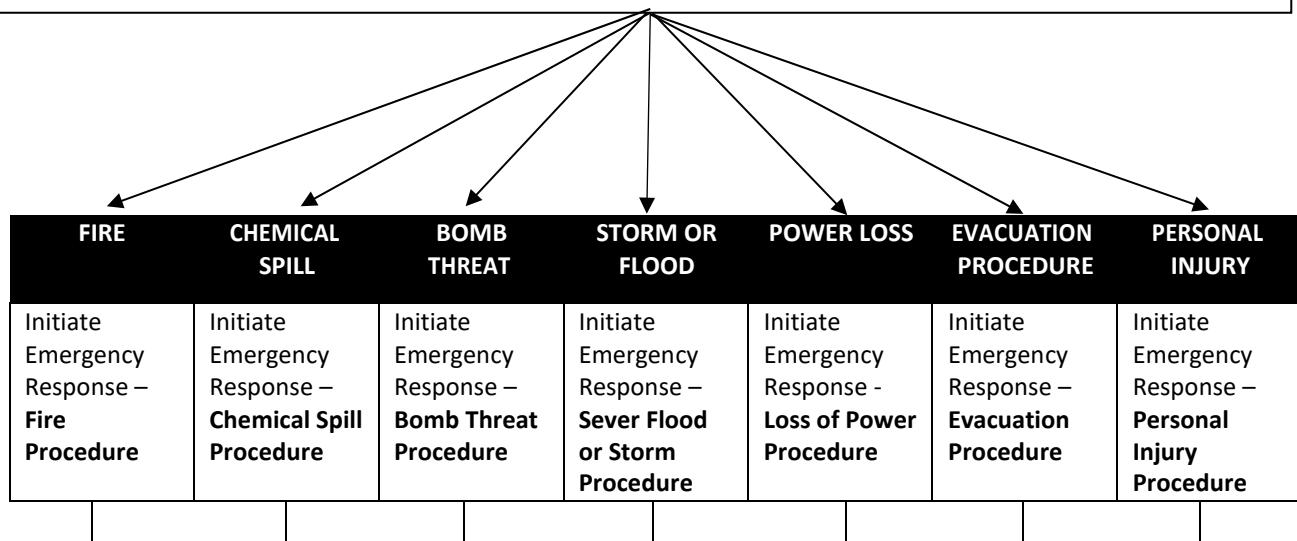 FIRE
CHEMICAL
SPILL
BOMB
THREAT
STORM OR
FLOOD
POWER LOSS
EVACUATION
PROCEDURE
PERSONAL
INJURY
Initiate
Emergency
Response –
Fire
Procedure
Initiate
Emergency
Response –
Chemical Spill
Procedure
Initiate
Emergency
Response –
Bomb Threat
Procedure
Initiate
Emergency
Response –
Sever Flood
or Storm
Procedure
Initiate
Emergency
Response -
Loss of Power
Procedure
Initiate
Emergency
Response –
Evacuation
Procedure
Initiate
Emergency
Response –
Personal
Injury
Procedure